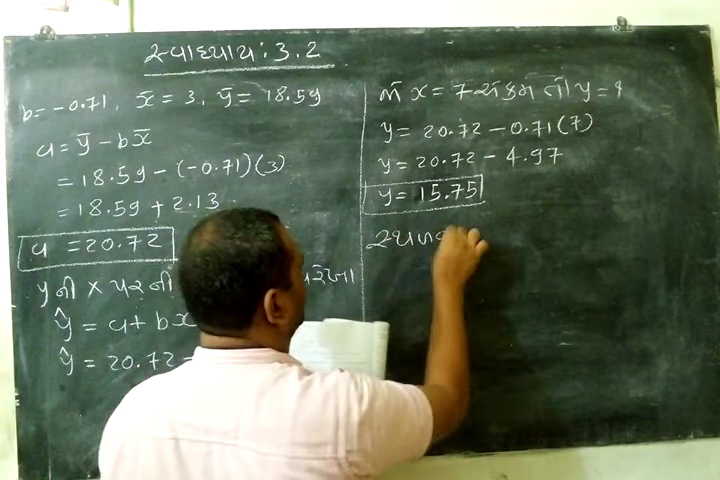 સ્વાધ્યાય: 3.2
b = -0.71, x̄ = 3, ȳ = 18.59
a = ȳ - bx̄
= 18.59 - (-0.71)(3)
= 18.59 + 2.13
a = 20.72
y ની x પરની
ŷ = a + bx
ŷ = 20.72 -
x = 7 તો y = ?
y = 20.72 - 0.71(7)
y = 20.72 - 4.97
y = 15.75